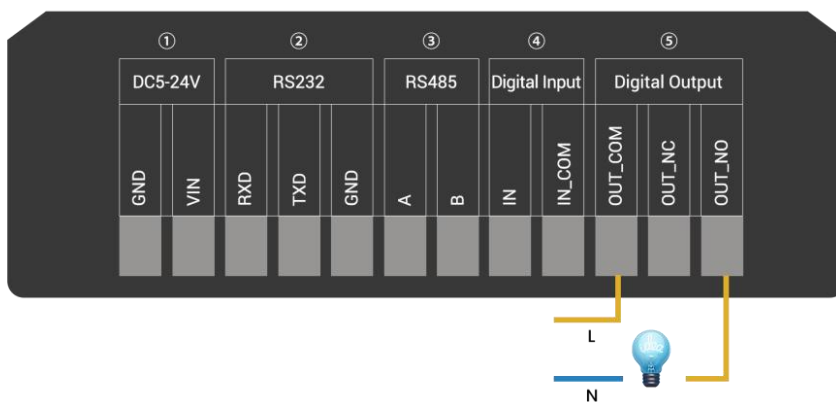 ① ② ③ ④ ⑤
DC5-24V RS232 RS485 Digital Input Digital Output
GND VIN RXD TXD GND A B IN IN_COM OUT_COM OUT_NC OUT_NO
L
N